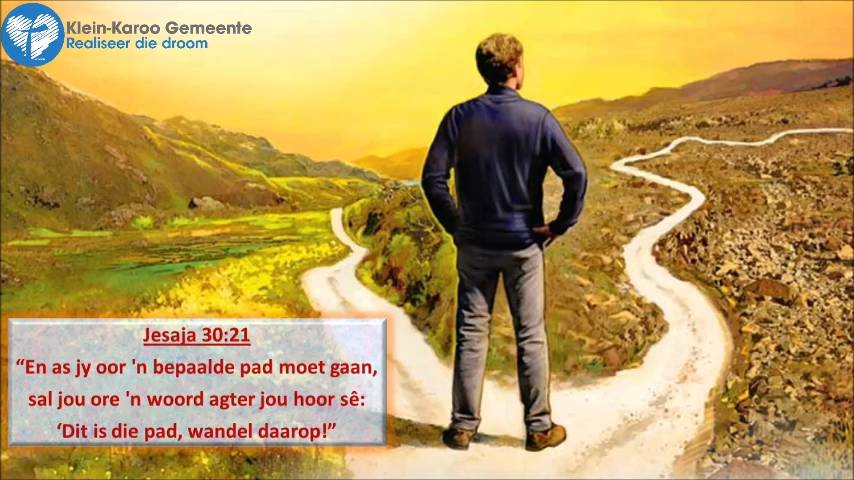 Klein-Karoo Gemeente
Realiseer die droom
Jesaja 30:21
“En as jy oor 'n bepaalde pad moet gaan,
sal jou ore 'n woord agter jou hoor sê:
‘Dit is die pad, wandel daarop!”